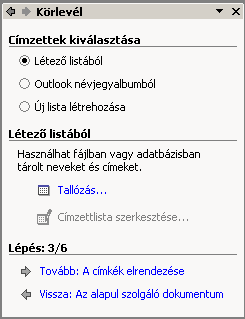 Körlevél
Címzettek kiválasztása
Létező listából
Outlook névjegyalbumból
Új lista létrehozása
Létező listából
Használhat fájlban vagy adatbázisban
tárolt neveket és címeket.
Tallózás...
Címzettlista szerkesztése...
Lépés: 3/6
Tovább: A címkék elrendezése
Vissza: Az alapul szolgáló dokumentum